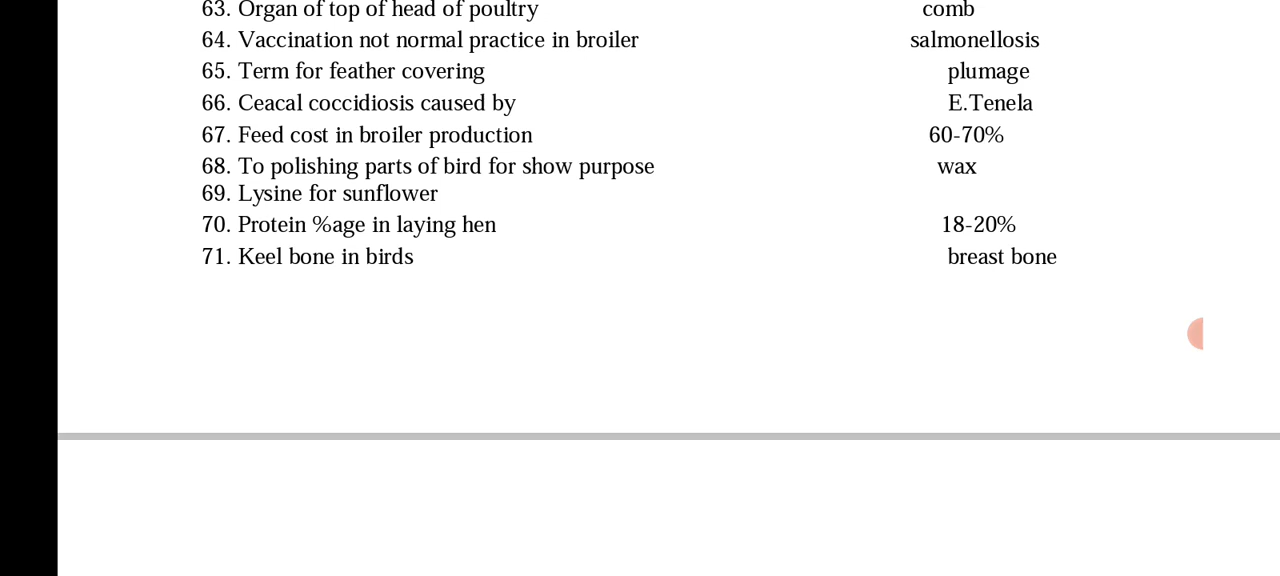 63. Organ of top of head of poultry comb
64. Vaccination not normal practice in broiler salmonellosis
65. Term for feather covering plumage
66. Ceacal coccidiosis caused by E.Tenela
67. Feed cost in broiler production 60-70%
68. To polishing parts of bird for show purpose wax
69. Lysine for sunflower
70. Protein %age in laying hen 18-20%
71. Keel bone in birds breast bone